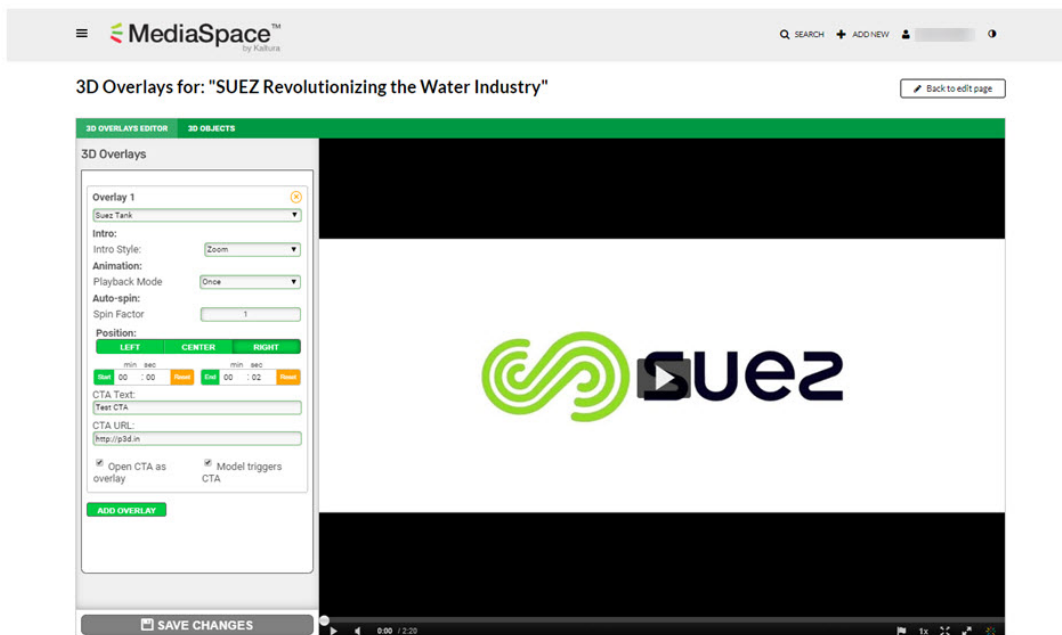 MediaSpace™
by Kaltura
SEARCH
ADD NEW
3D Overlays for: "SUEZ Revolutionizing the Water Industry"
Back to edit page
3D OVERLAYS EDITOR
3D OBJECTS
3D Overlays
Overlay 1
Suez Tank
Intro:
Intro Style:
Zoom
Animation:
Playback Mode
Once
Auto-spin:
Spin Factor
1
Position:
LEFT
CENTER
RIGHT
min sec
min sec
Start 00 : 00 Reset
End 00 : 02 Reset
CTA Text:
Test CTA
CTA URL:
http://p3d.in
Open CTA as
overlay
Model triggers
CTA
ADD OVERLAY
SAVE CHANGES
suez
0:00 / 2:20
1x